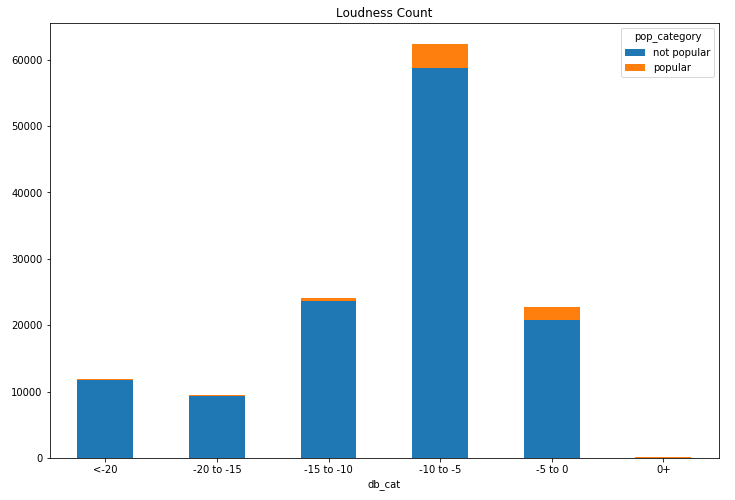 Loudness Count
pop_category
not popular
popular
60000
50000
40000
30000
20000
10000
0
<-20
-20 to -15
-15 to -10
-10 to -5
-5 to 0
0+
db_cat